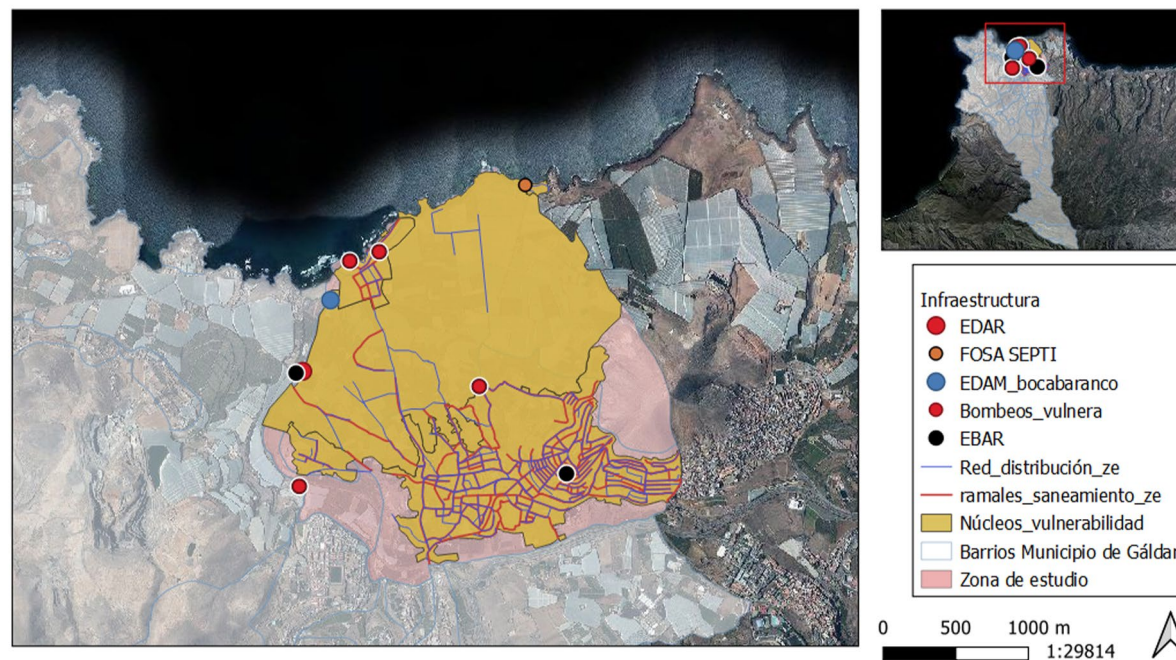 Infraestructura
EDAR
FOSA SEPTI
EDAM_bocabaranco
Bombeos_vulnera
EBAR
Red_distribución_ze
ramales_saneamiento_ze
Núcleos_vulnerabilidad
Barrios Municipio de Gáldar
Zona de estudio
0 500 1000 m
1:29814